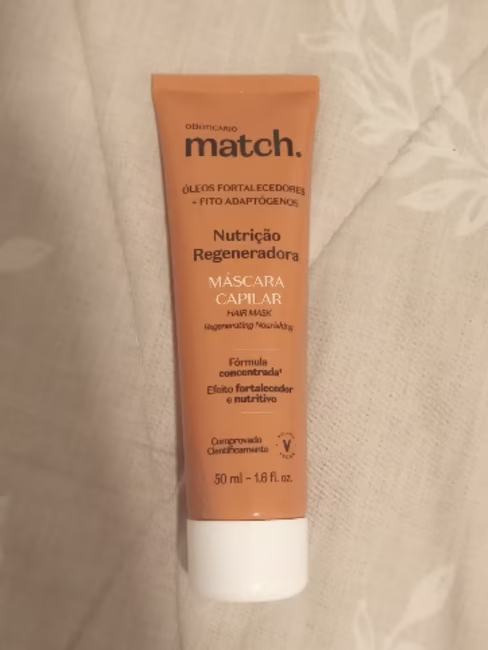 oBOTICÁRIO
match.
ÓLEOS FORTALECEDORES
+ FITO ADAPTÓGENOS
Nutrição
Regeneradora
MÁSCARA
CAPILAR
HAIR MASK
Regenerating Nourishing
Fórmula
concentrada¹
Efeito fortalecedor
e nutritivo
Comprovado
Cientificamente
V
50 ml - 1.6 fl. oz.